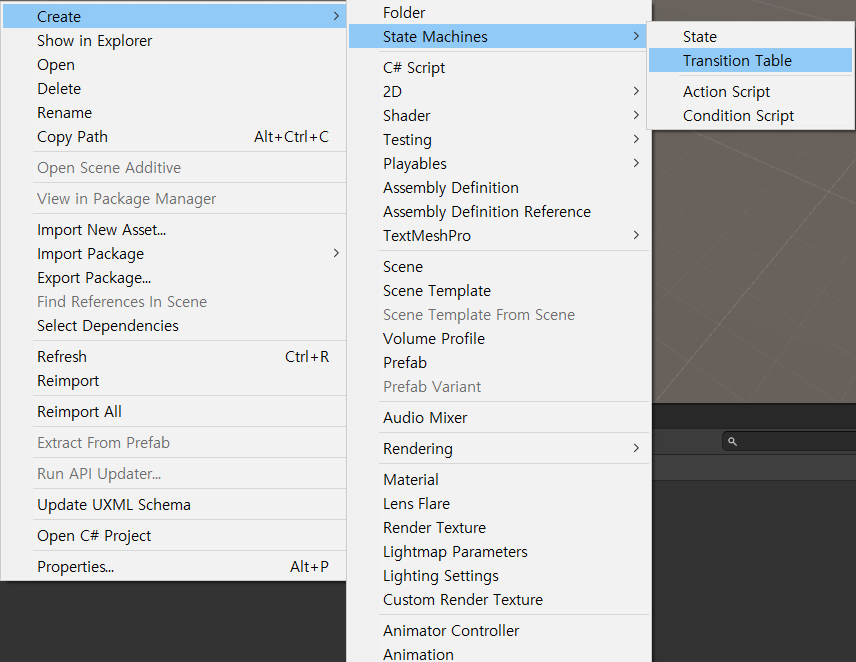 Create
Show in Explorer
Open
Delete
Rename
Copy Path Alt+Ctrl+C
Open Scene Additive
View in Package Manager
Import New Asset...
Import Package
Export Package...
Find References In Scene
Select Dependencies
Refresh Ctrl+R
Reimport
Reimport All
Extract From Prefab
Run API Updater...
Update UXML Schema
Open C# Project
Properties... Alt+P
Folder
State Machines
C# Script
2D
Shader
Testing
Playables
Assembly Definition
Assembly Definition Reference
TextMeshPro
Scene
Scene Template
Scene Template From Scene
Volume Profile
Prefab
Prefab Variant
Audio Mixer
Rendering
Material
Lens Flare
Render Texture
Lightmap Parameters
Lighting Settings
Custom Render Texture
Animator Controller
Animation
State
Transition Table
Action Script
Condition Script